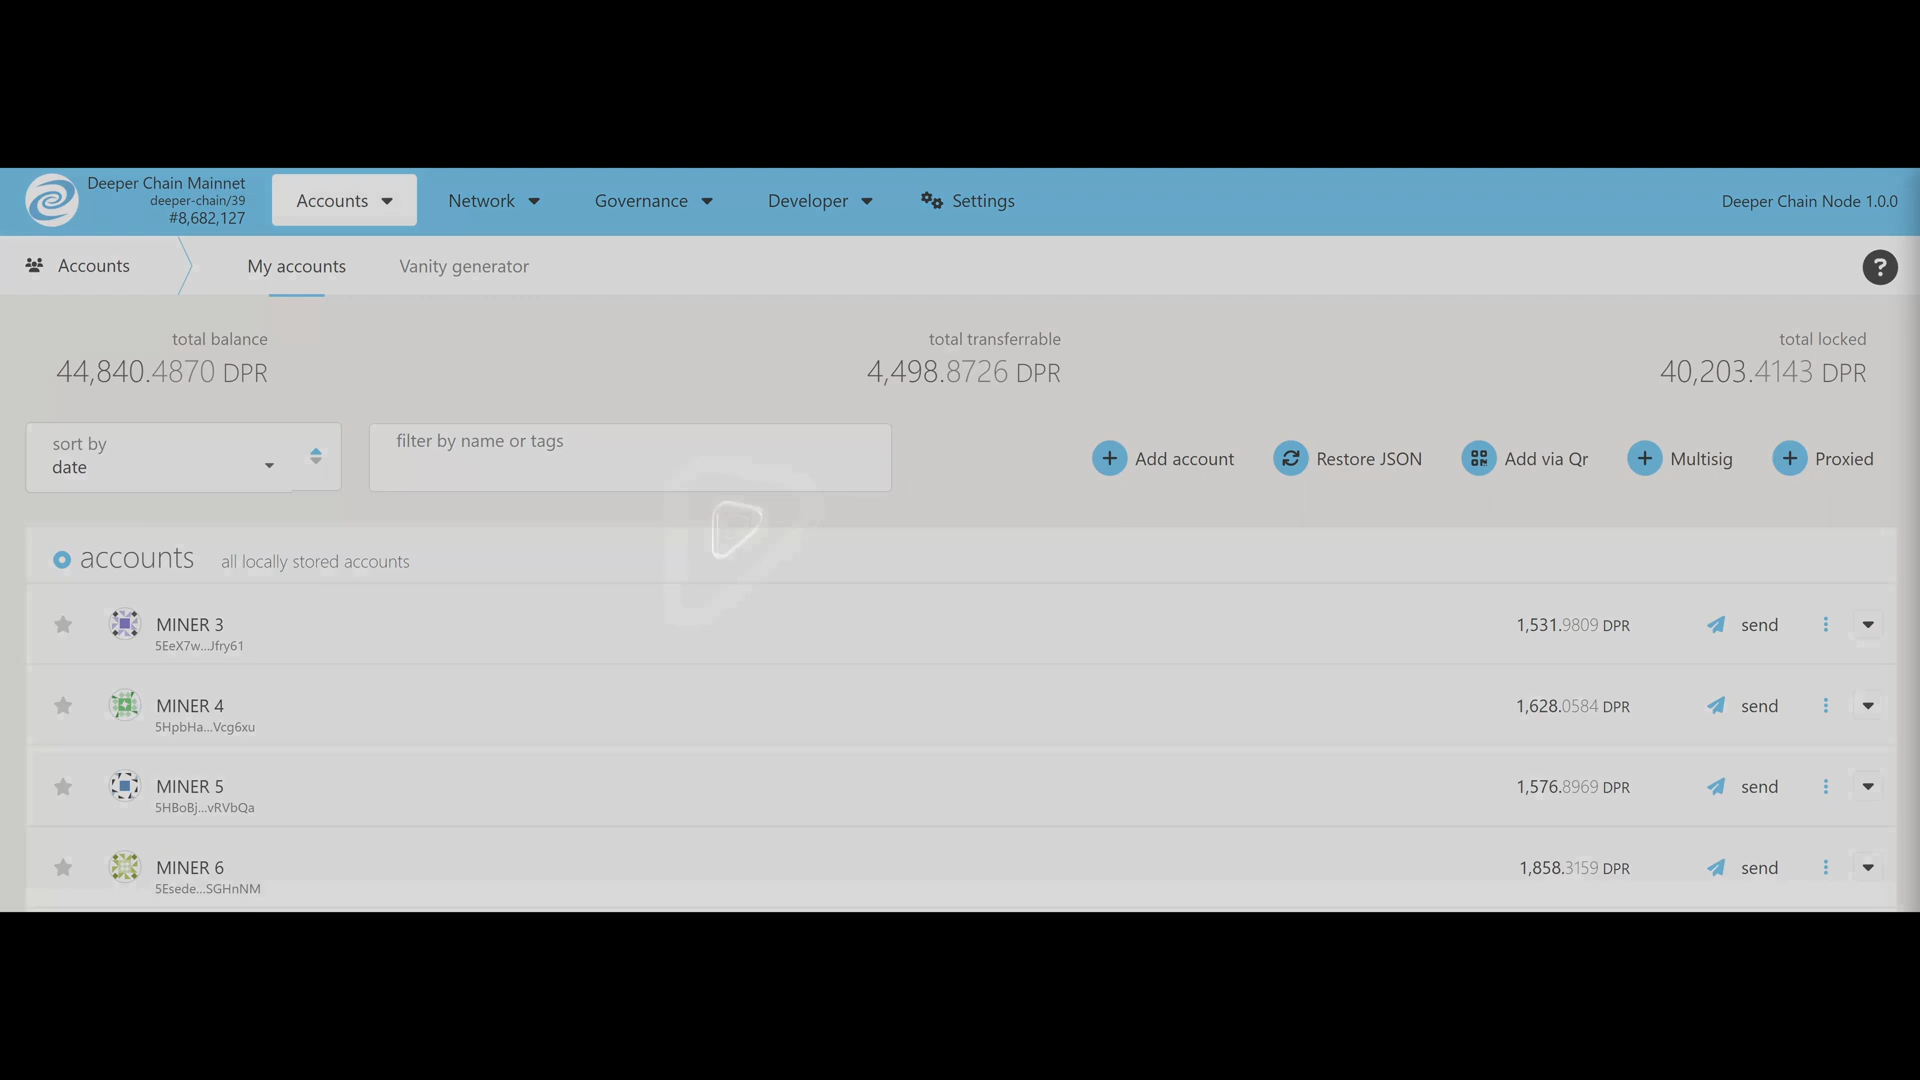 Deeper Chain Mainnet
deeper-chain/39
#8,682,127
Accounts
Network
Governance
Developer
Settings
Deeper Chain Node 1.0.0
Accounts
My accounts
Vanity generator
?
total balance
44,840.4870 DPR
total transferrable
4,498.8726 DPR
total locked
40,203.4143 DPR
sort by
date
filter by name or tags
Add account
Restore JSON
Add via Qr
Multisig
Proxied
accounts all locally stored accounts
MINER 3
5EeX7w...Jfry61
1,531.9809 DPR
send
MINER 4
5HpbHa...Vcg6xu
1,628.0584 DPR
send
MINER 5
5HBoBj...vRVbQa
1,576.8969 DPR
send
MINER 6
5Esede...SGHnNM
1,858.3159 DPR
send